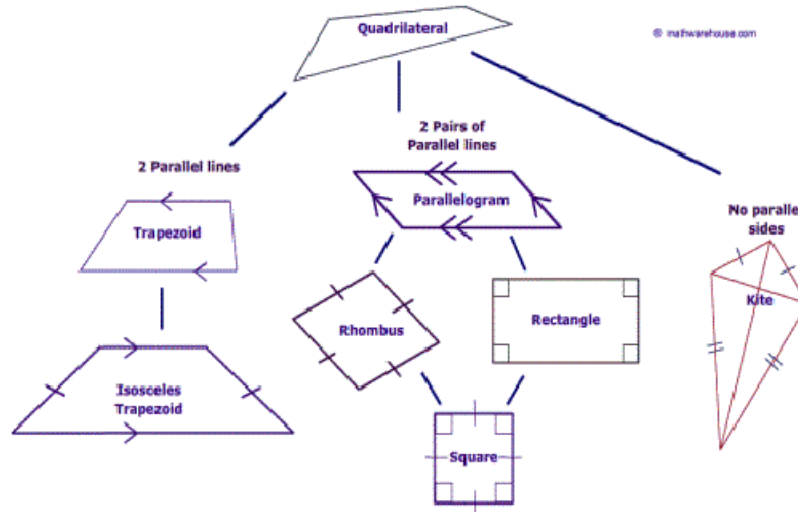 Quadrilateral
© mathwarehouse.com
2 Pairs of
Parallel lines
2 Parallel lines
Parallelogram
Trapezoid
No paralle
sides
Kite
Rhombus
Rectangle
Isosceles
Trapezoid
Square